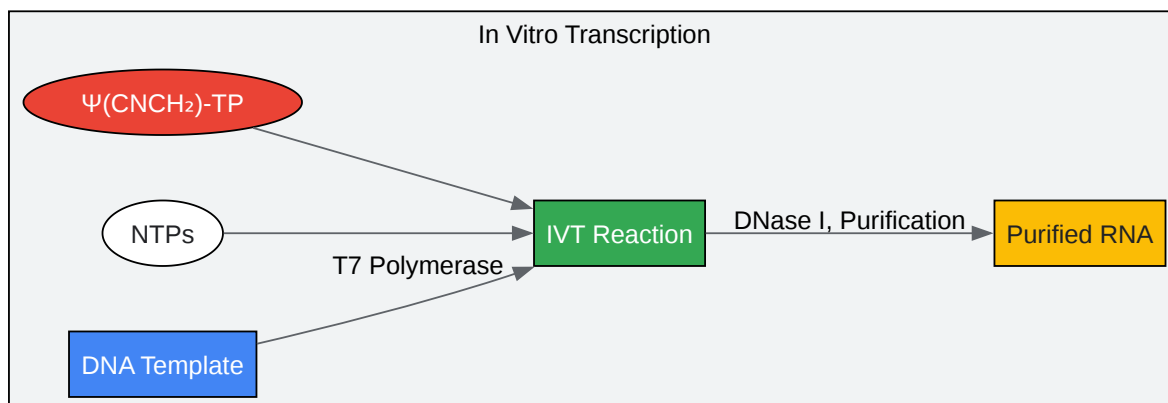 In Vitro Transcription
Ψ(CNCH₂)-TP
NTPs
T7 Polymerase
DNA Template
IVT Reaction
DNase I, Purification
Purified RNA